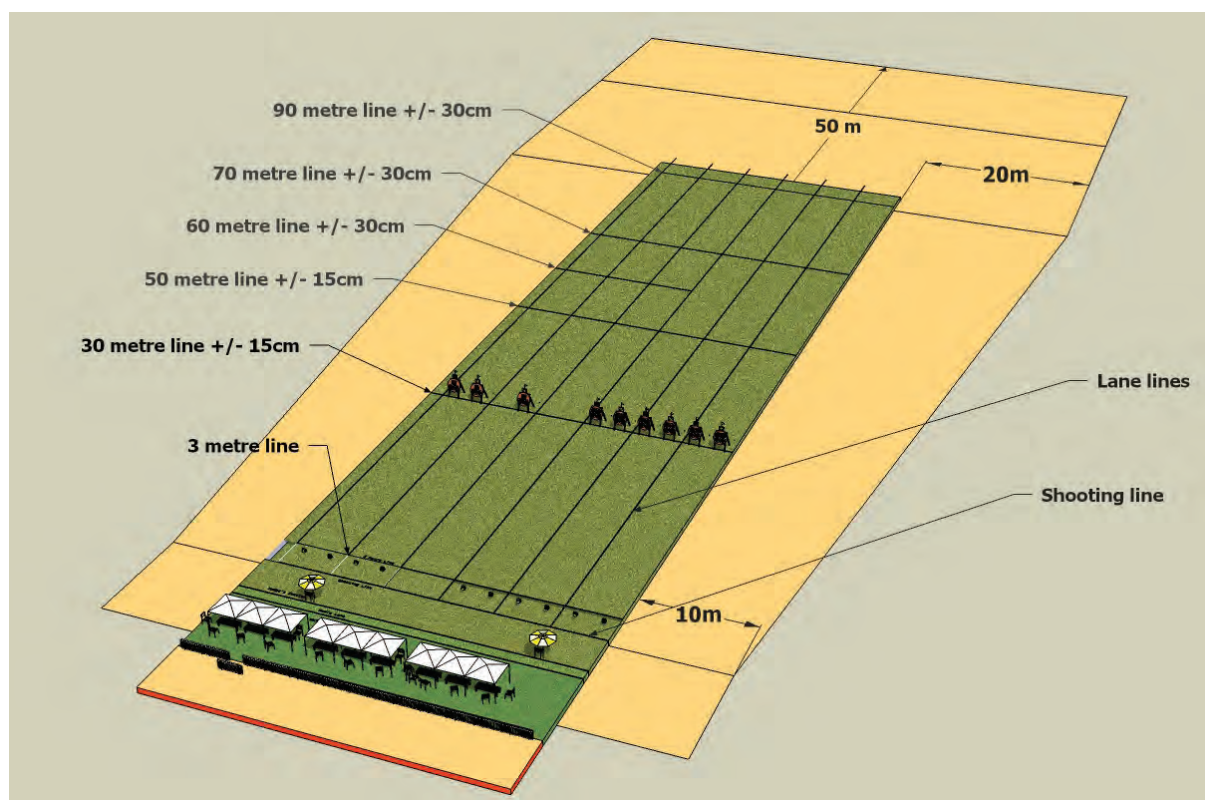 90 metre line +/- 30cm
50 m
70 metre line +/- 30cm
20m
60 metre line +/- 30cm
50 metre line +/- 15cm
30 metre line +/- 15cm
Lane lines
3 metre line
Shooting line
10m